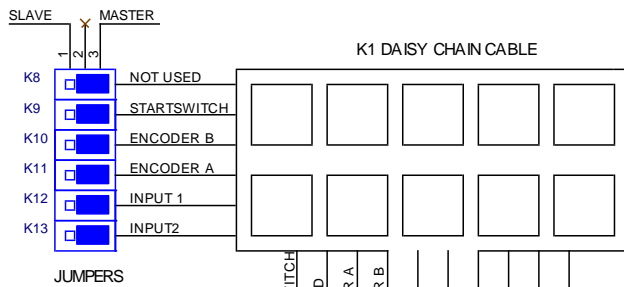 SLAVE MASTER
1 2 3
K1 DAISY CHAIN CABLE
K8 NOT USED
K9 STARTSWITCH
K10 ENCODER B
K11 ENCODER A
K12 INPUT 1
K13 INPUT2
JUMPERS